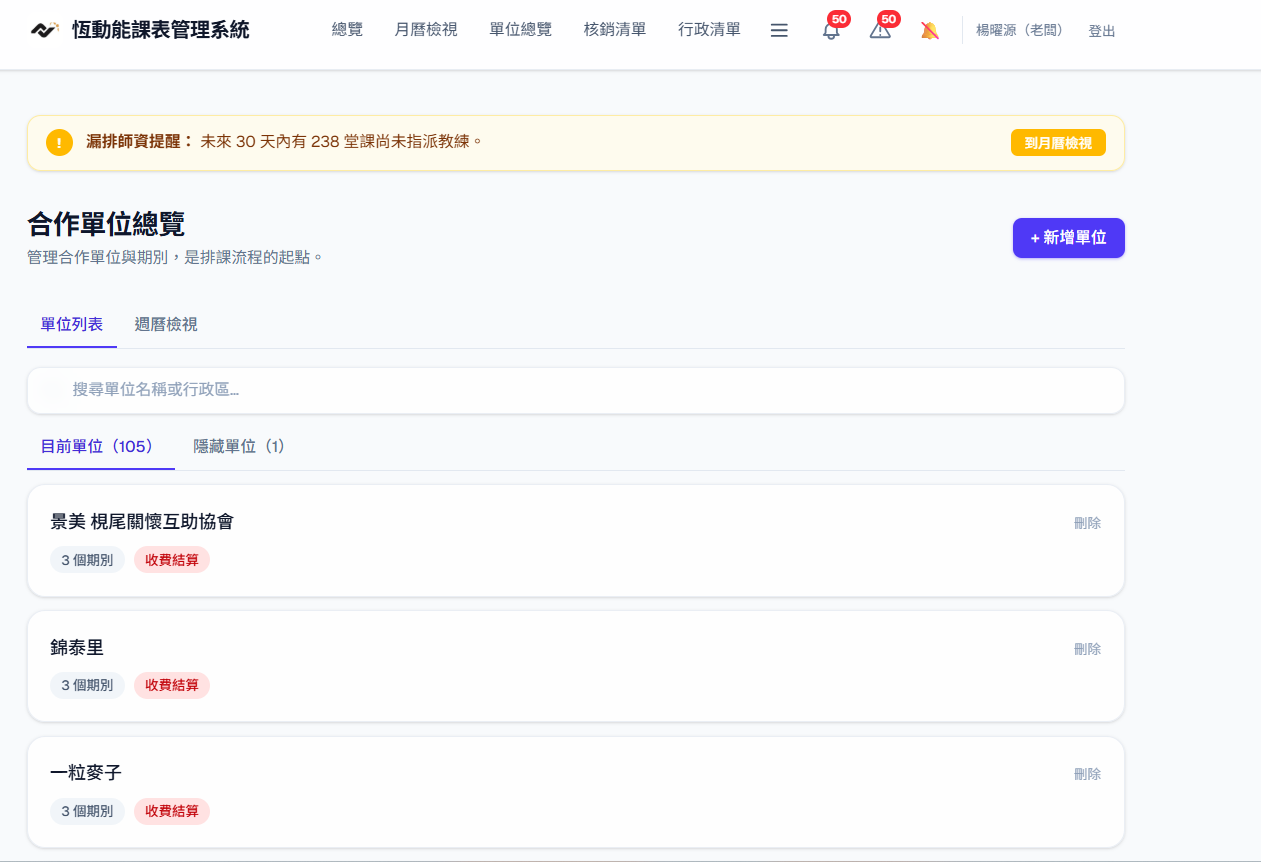 恆動能課表管理系統 總覽 月曆檢視 單位總覽 核銷清單 行政清單 50 50 楊曜源（老闆） 登出
! 漏排師資提醒： 未來 30 天內有 238 堂課尚未指派教練。 到月曆檢視
合作單位總覽
+ 新增單位
管理合作單位與期別，是排課流程的起點。
單位列表 週曆檢視
搜尋單位名稱或行政區...
目前單位（105） 隱藏單位（1）
景美 梘尾關懷互助協會 刪除
3 個期別 收費結算
錦泰里 刪除
3 個期別 收費結算
一粒麥子 刪除
3 個期別 收費結算